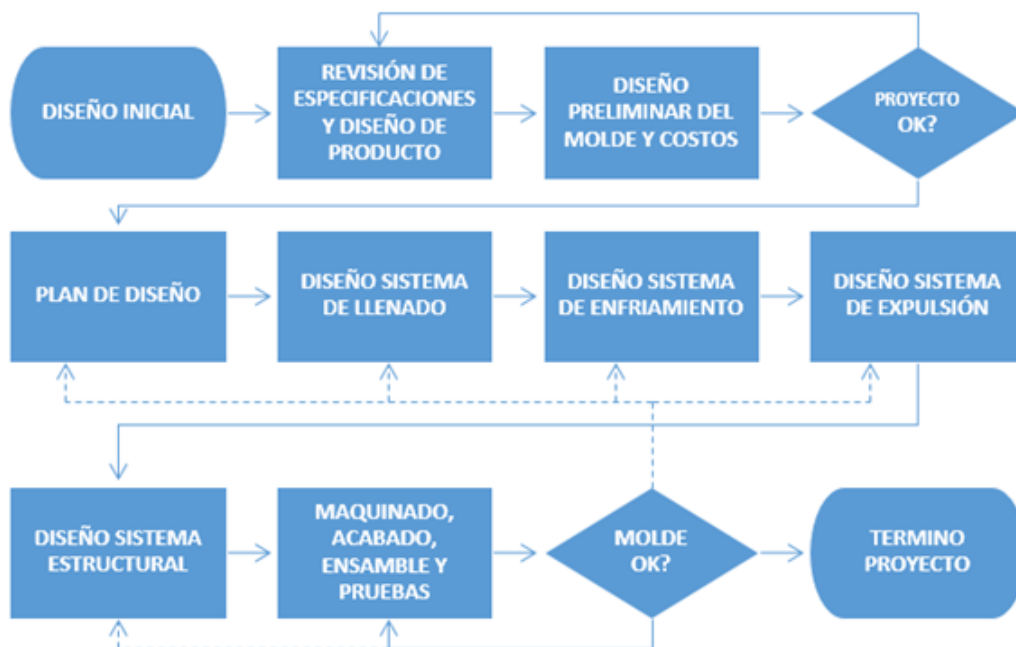 DISEÑO INICIAL
REVISIÓN DE
ESPECIFICACIONES
Y DISEÑO DE
PRODUCTO
DISEÑO
PRELIMINAR DEL
MOLDE Y COSTOS
PROYECTO
OK?
PLAN DE DISEÑO
DISEÑO SISTEMA
DE LLENADO
DISEÑO SISTEMA
DE ENFRIAMIENTO
DISEÑO SISTEMA
DE EXPULSIÓN
DISEÑO SISTEMA
ESTRUCTURAL
MAQUINADO,
ACABADO,
ENSAMBLE Y
PRUEBAS
MOLDE
OK?
TERMINO
PROYECTO